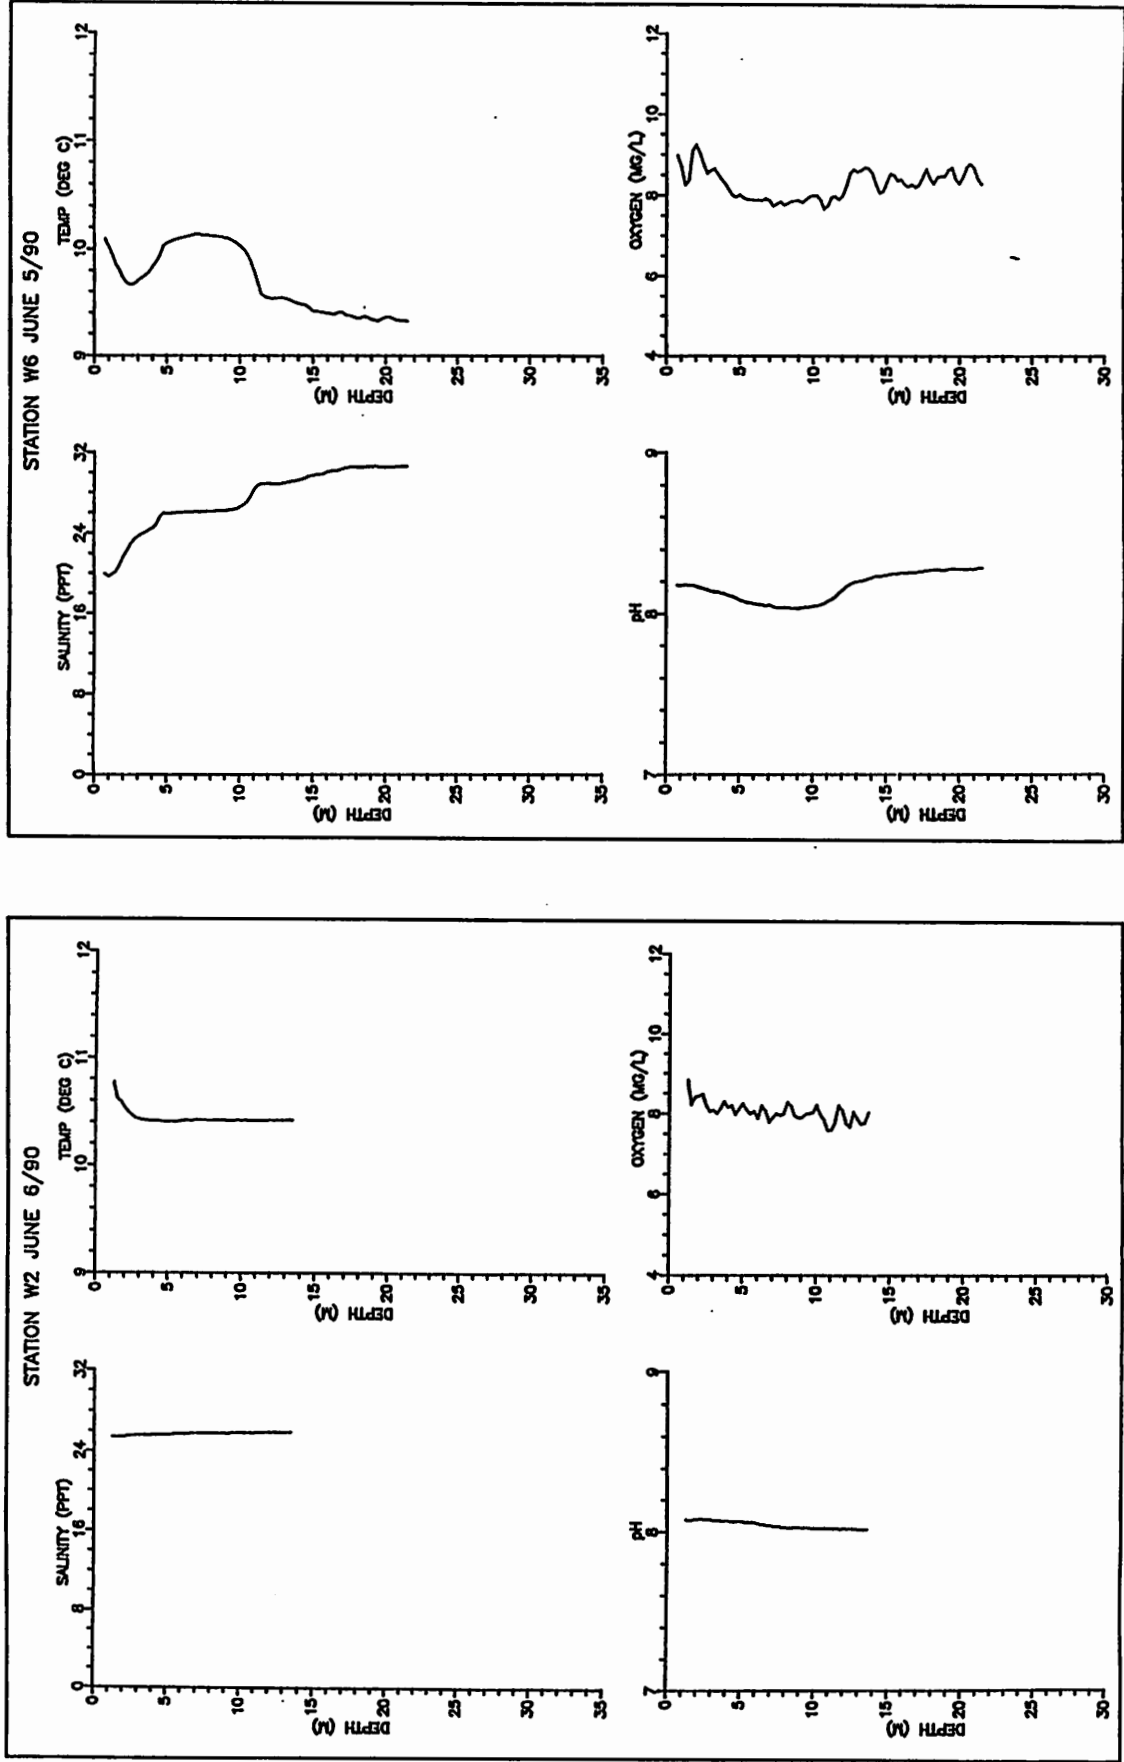 STATION W2 JUNE 6/90
SALINITY (PPT)
0 8 16 24 32
DEPTH (M)
0
5
10
15
20
25
30
35
TEMP (DEG C)
9 10 11 12
DEPTH (M)
0
5
10
15
20
25
30
35
pH
7 8 9
DEPTH (M)
0
5
10
15
20
25
30
OXYGEN (MG/L)
4 6 8 10 12
DEPTH (M)
0
5
10
15
20
25
30
STATION W6 JUNE 5/90
SALINITY (PPT)
0 8 16 24 32
DEPTH (M)
0
5
10
15
20
25
30
35
TEMP (DEG C)
9 10 11 12
DEPTH (M)
0
5
10
15
20
25
30
35
pH
7 8 9
DEPTH (M)
0
5
10
15
20
25
30
OXYGEN (MG/L)
4 6 8 10 12
DEPTH (M)
0
5
10
15
20
25
30